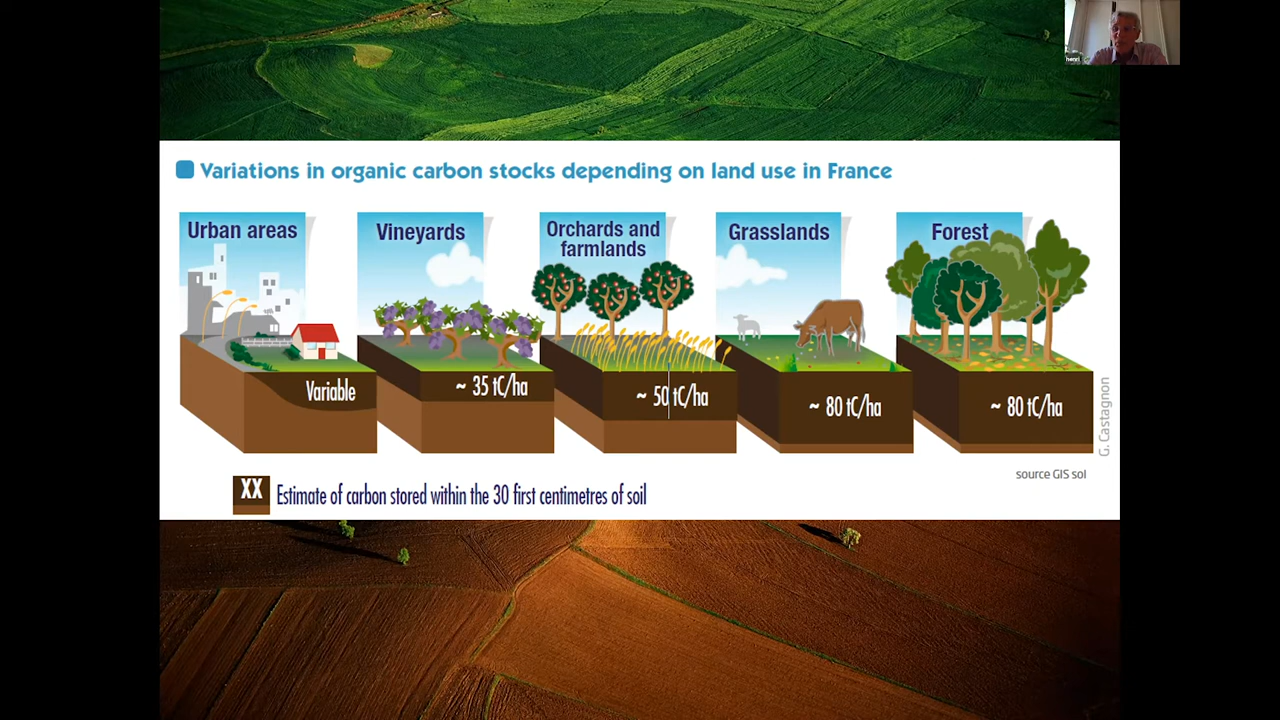 henri
Variations in organic carbon stocks depending on land use in France
Urban areas
Vineyards
Orchards and
farmlands
Grasslands
Forest
Variable
~ 35 tC/ha
~ 50 tC/ha
~ 80 tC/ha
~ 80 tC/ha
G. Castagnon
source GIS sol
XX
Estimate of carbon stored within the 30 first centimetres of soil